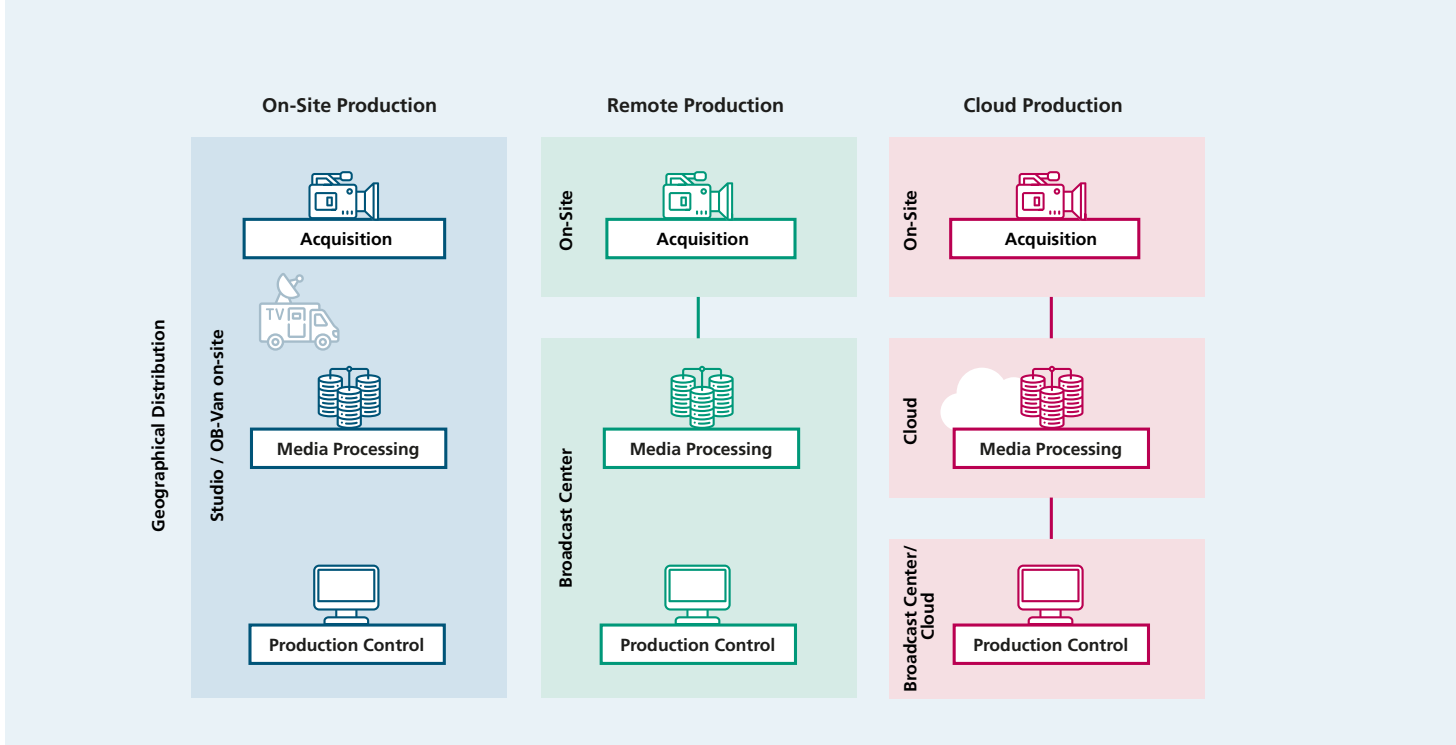 On-Site Production
Remote Production
Cloud Production
Geographical Distribution
Studio / OB-Van on-site
Acquisition
TV
Media Processing
Production Control
On-Site
Acquisition
Broadcast Center
Media Processing
Production Control
On-Site
Acquisition
Cloud
Media Processing
Broadcast Center/
Cloud
Production Control